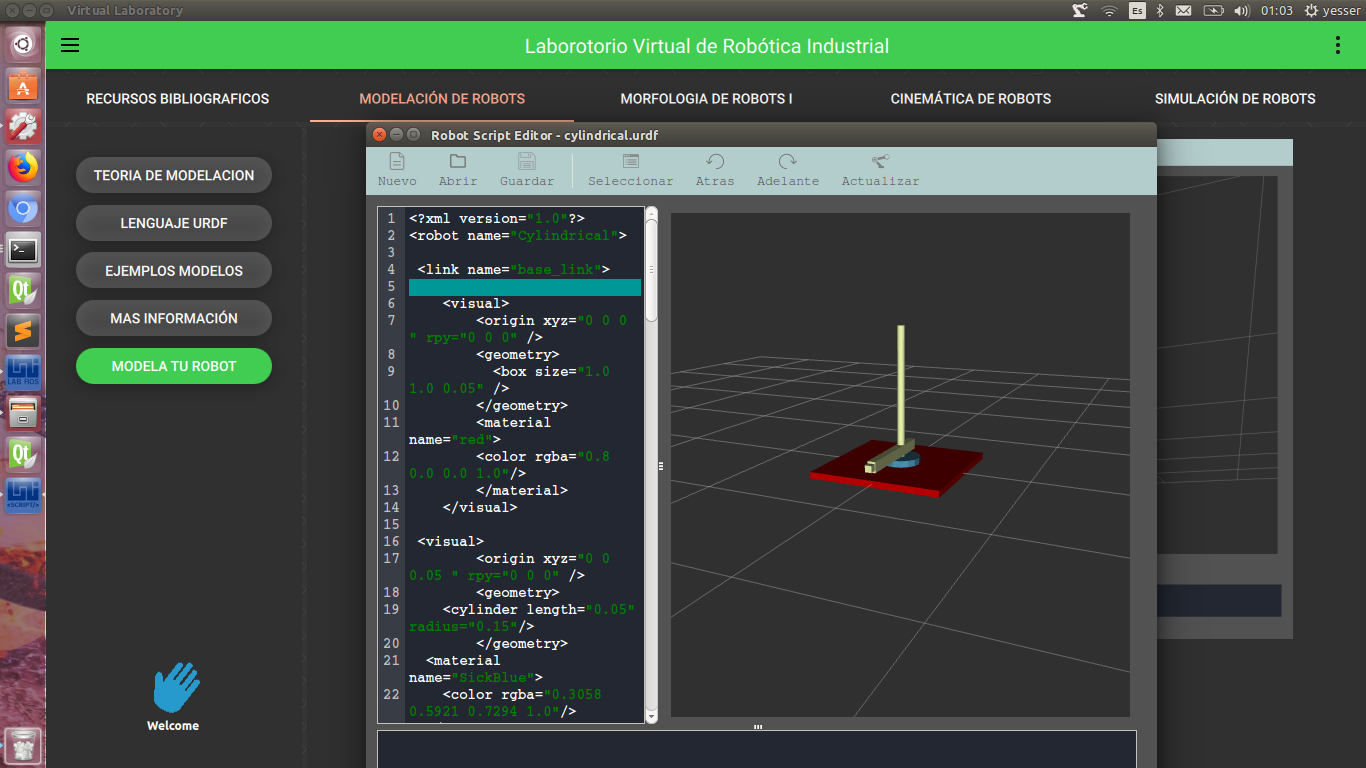 Virtual Laboratory
Es
01:03
yesser
Laborotorio Virtual de Robótica Industrial
RECURSOS BIBLIOGRAFICOS
MODELACIÓN DE ROBOTS
MORFOLOGIA DE ROBOTS I
CINEMÁTICA DE ROBOTS
SIMULACIÓN DE ROBOTS
TEORIA DE MODELACION
LENGUAJE URDF
EJEMPLOS MODELOS
MAS INFORMACIÓN
MODELA TU ROBOT
Welcome
Qt
LAB ROS
Qt
<SCRIPT/>
Robot Script Editor - cylindrical.urdf
Nuevo
Abrir
Guardar
Seleccionar
Atras
Adelante
Actualizar
1 <?xml version="1.0"?>
2 <robot name="Cylindrical">
3
4 <link name="base_link">
5
6 <visual>
7 <origin xyz="0 0 0
" rpy="0 0 0" />
8 <geometry>
9 <box size="1.0
1.0 0.05" />
10 </geometry>
11 <material
name="red">
12 <color rgba="0.8
0.0 0.0 1.0"/>
13 </material>
14 </visual>
15
16 <visual>
17 <origin xyz="0 0
0.05 " rpy="0 0 0" />
18 <geometry>
19 <cylinder length="0.05"
radius="0.15"/>
20 </geometry>
21 <material
name="SickBlue">
22 <color rgba="0.3058
0.5921 0.7294 1.0"/>